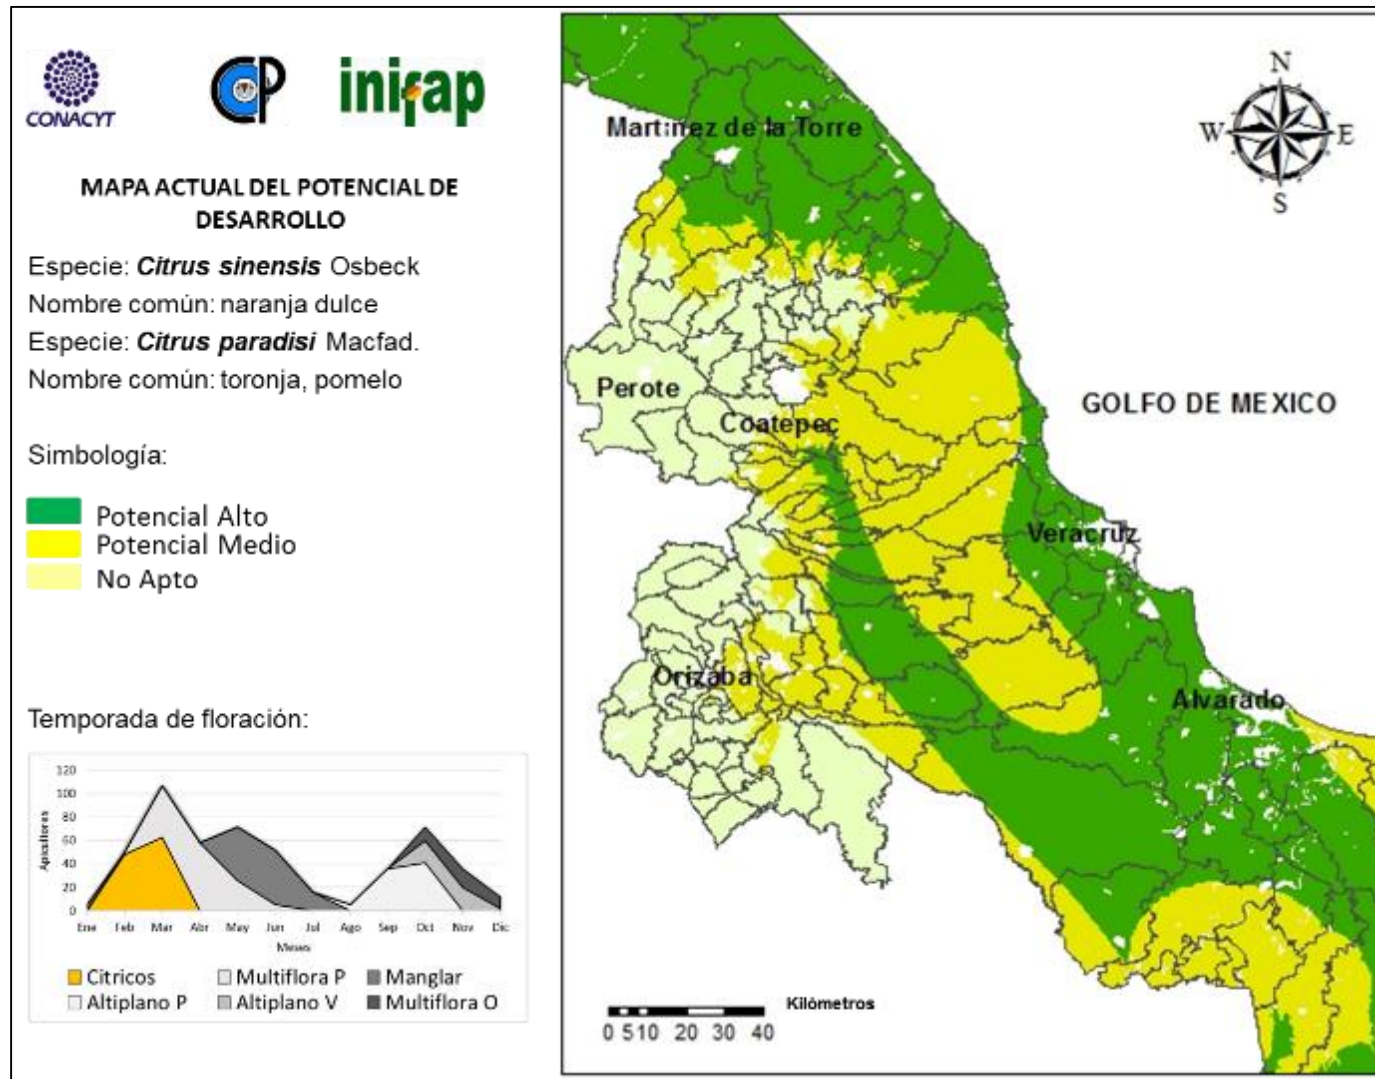 CONACYT
CP
inifap
MAPA ACTUAL DEL POTENCIAL DE
DESARROLLO
Especie: Citrus sinensis Osbeck
Nombre común: naranja dulce
Especie: Citrus paradisi Macfad.
Nombre común: toronja, pomelo
Simbología:
Potencial Alto
Potencial Medio
No Apto
Temporada de floración:
120
100
80
60
40
20
0
Apicultores
Ene Feb Mar Abr May Jun Jul Ago Sep Oct Nov Dic
Meses
Citricos Multiflora P Manglar
Altiplano P Altiplano V Multiflora O
N
W E
S
Martinez de la Torre
Perote
Coatepec
GOLFO DE MEXICO
Veracruz
Orizaba
Alvarado
Kilómetros
0 5 10 20 30 40